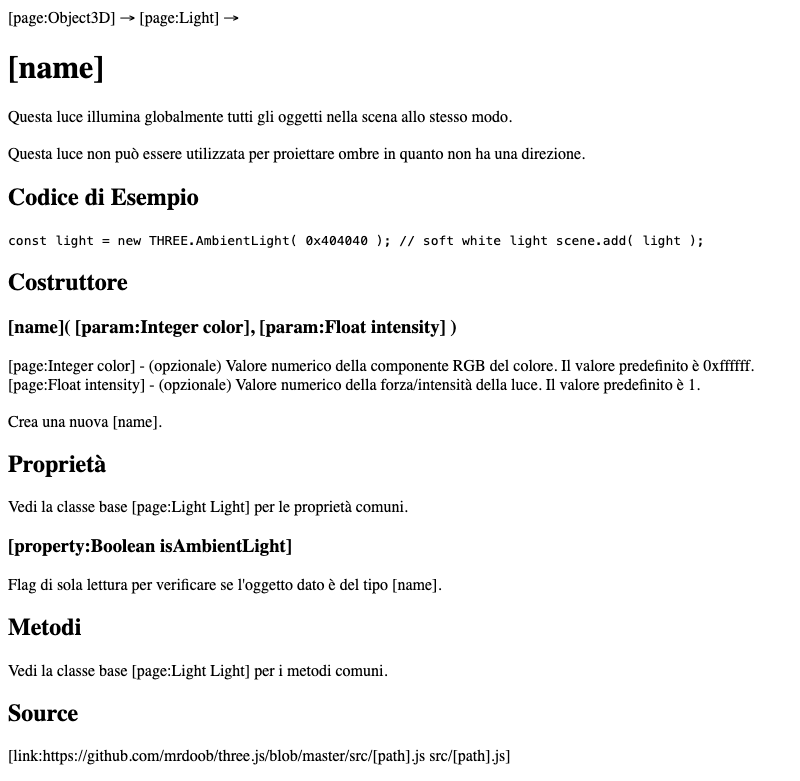 [page:Object3D] → [page:Light] →
[name]
Questa luce illumina globalmente tutti gli oggetti nella scena allo stesso modo.
Questa luce non può essere utilizzata per proiettare ombre in quanto non ha una direzione.
Codice di Esempio
const light = new THREE.AmbientLight( 0x404040 ); // soft white light scene.add( light );
Costruttore
[name]( [param:Integer color], [param:Float intensity] )
[page:Integer color] - (opzionale) Valore numerico della componente RGB del colore. Il valore predefinito è 0xffffff.
[page:Float intensity] - (opzionale) Valore numerico della forza/intensità della luce. Il valore predefinito è 1.
Crea una nuova [name].
Proprietà
Vedi la classe base [page:Light Light] per le proprietà comuni.
[property:Boolean isAmbientLight]
Flag di sola lettura per verificare se l'oggetto dato è del tipo [name].
Metodi
Vedi la classe base [page:Light Light] per i metodi comuni.
Source
[link:https://github.com/mrdoob/three.js/blob/master/src/[path].js src/[path].js]